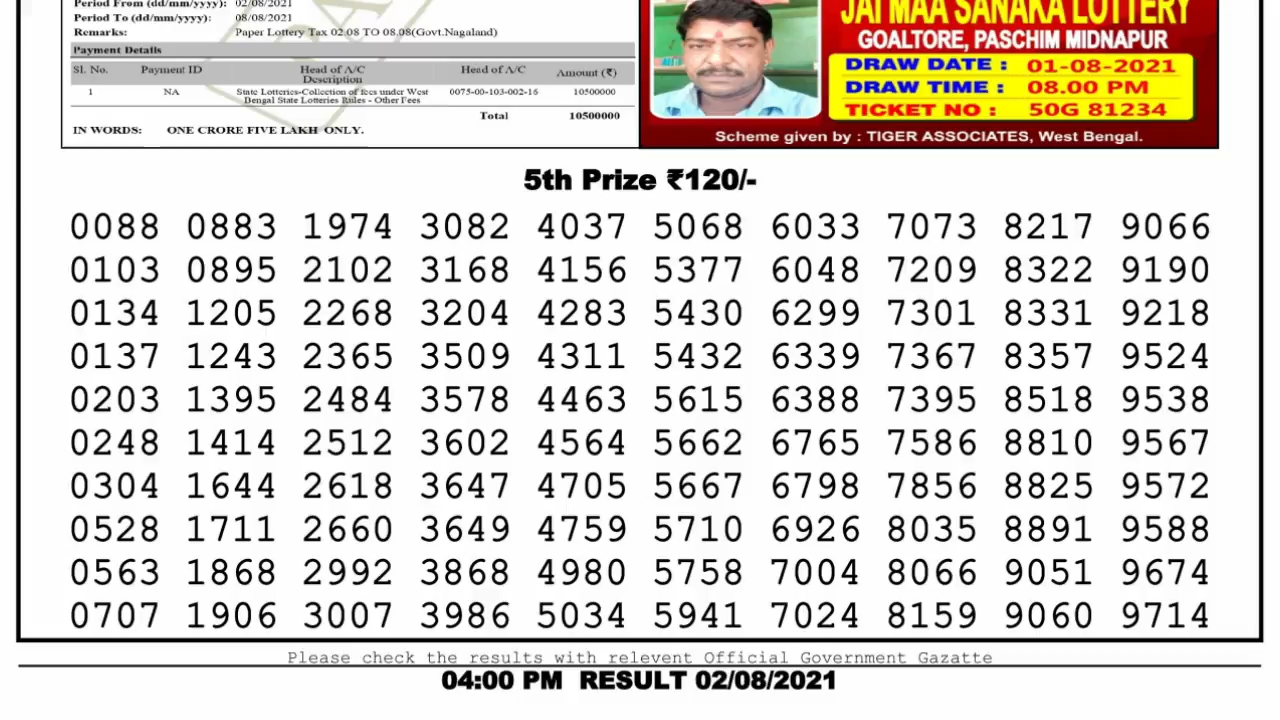 Period From (dd/mm/yyyy): 02/08/2021
Period To (dd/mm/yyyy): 08/08/2021
Remarks: Paper Lottery Tax 02.08 TO 08.08(Govt.Nagaland)
Payment Details
Sl. No. Payment ID Head of A/C Description Head of A/C Amount (₹)
1 NA State Lotteries-Collection of fees under West Bengal State Lotteries Rules - Other Fees 0075-00-103-002-16 10500000
Total 10500000
IN WORDS: ONE CRORE FIVE LAKH ONLY.
JAI MAA SANAKA LOTTERY
GOALTORE, PASCHIM MIDNAPUR
DRAW DATE : 01-08-2021
DRAW TIME : 08.00 PM
TICKET NO : 50G 81234
Scheme given by : TIGER ASSOCIATES, West Bengal.
5th Prize ₹120/-
0088 0883 1974 3082 4037 5068 6033 7073 8217 9066
0103 0895 2102 3168 4156 5377 6048 7209 8322 9190
0134 1205 2268 3204 4283 5430 6299 7301 8331 9218
0137 1243 2365 3509 4311 5432 6339 7367 8357 9524
0203 1395 2484 3578 4463 5615 6388 7395 8518 9538
0248 1414 2512 3602 4564 5662 6765 7586 8810 9567
0304 1644 2618 3647 4705 5667 6798 7856 8825 9572
0528 1711 2660 3649 4759 5710 6926 8035 8891 9588
0563 1868 2992 3868 4980 5758 7004 8066 9051 9674
0707 1906 3007 3986 5034 5941 7024 8159 9060 9714
Please check the results with relevent Official Government Gazatte
04:00 PM RESULT 02/08/2021